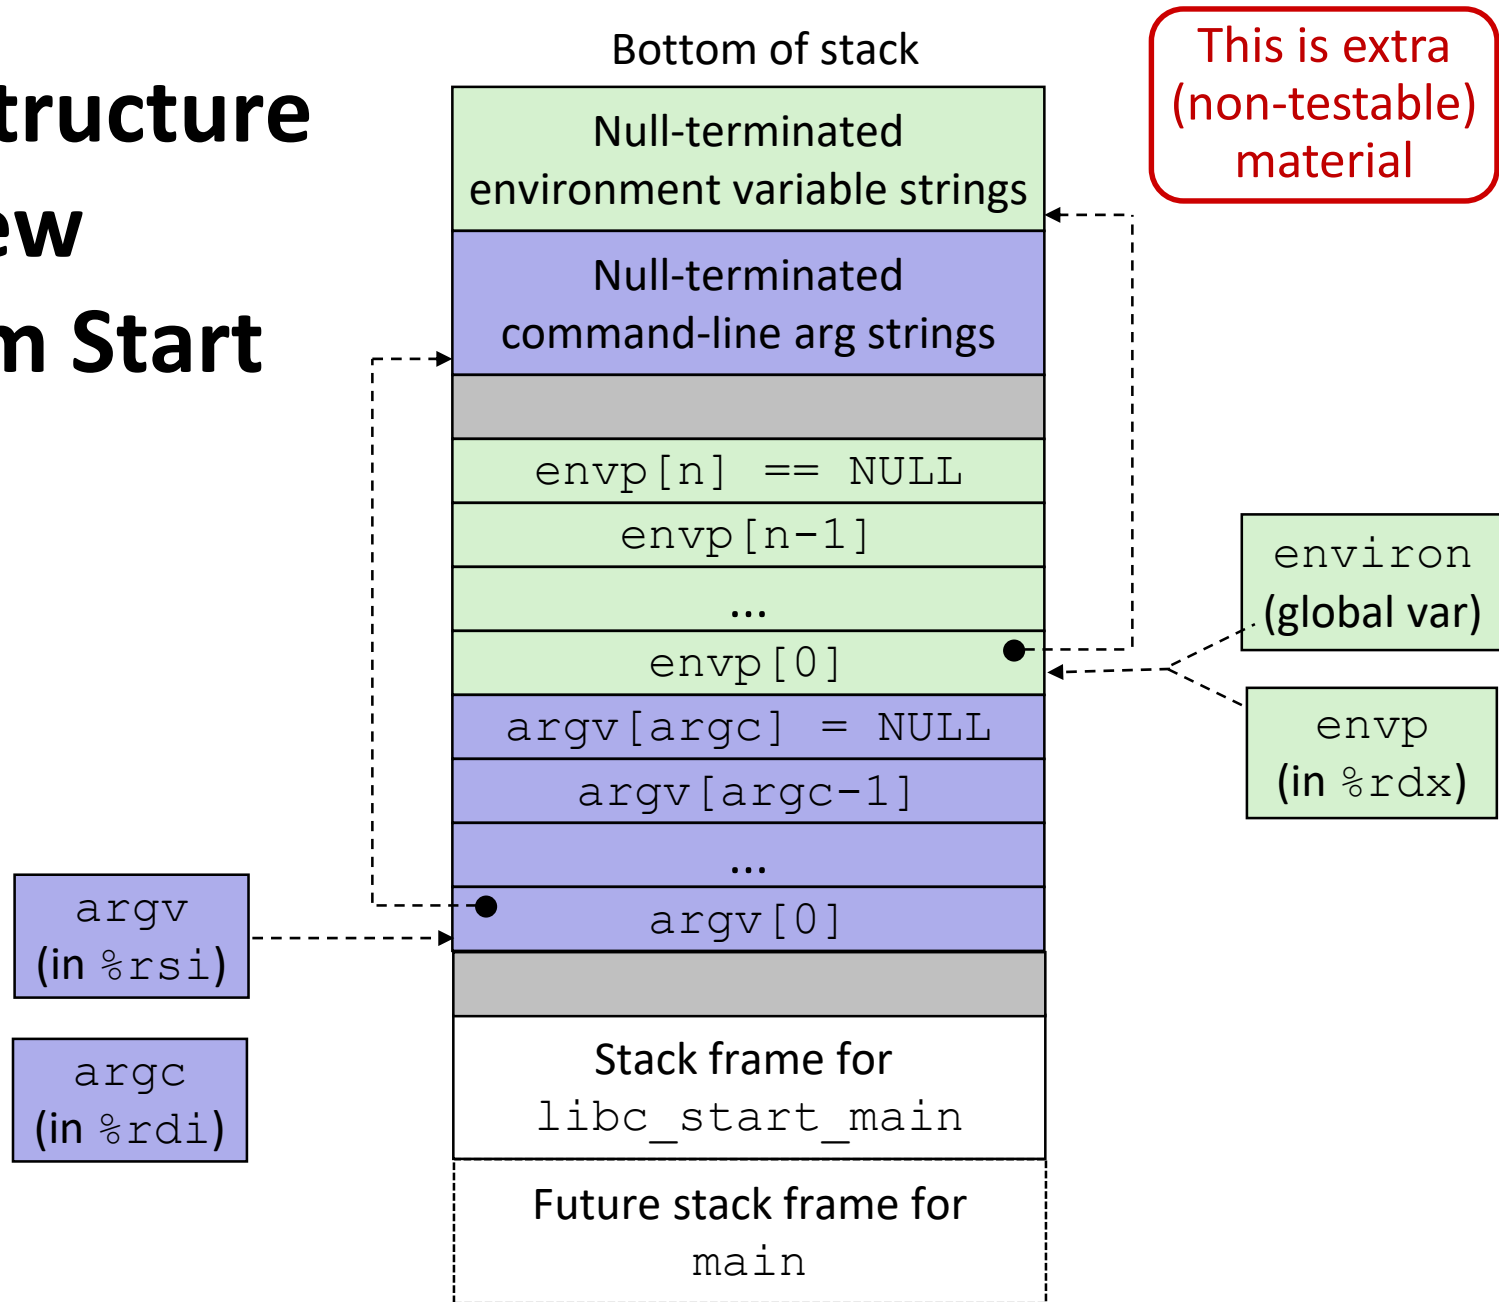 tructure
ew
m Start
Bottom of stack
This is extra
(non-testable)
material
Null-terminated
environment variable strings
Null-terminated
command-line arg strings
envp[n] == NULL
envp[n-1]
...
envp[0]
argv[argc] = NULL
argv[argc-1]
...
argv[0]
environ
(global var)
envp
(in %rdx)
argv
(in %rsi)
argc
(in %rdi)
Stack frame for
libc_start_main
Future stack frame for
main